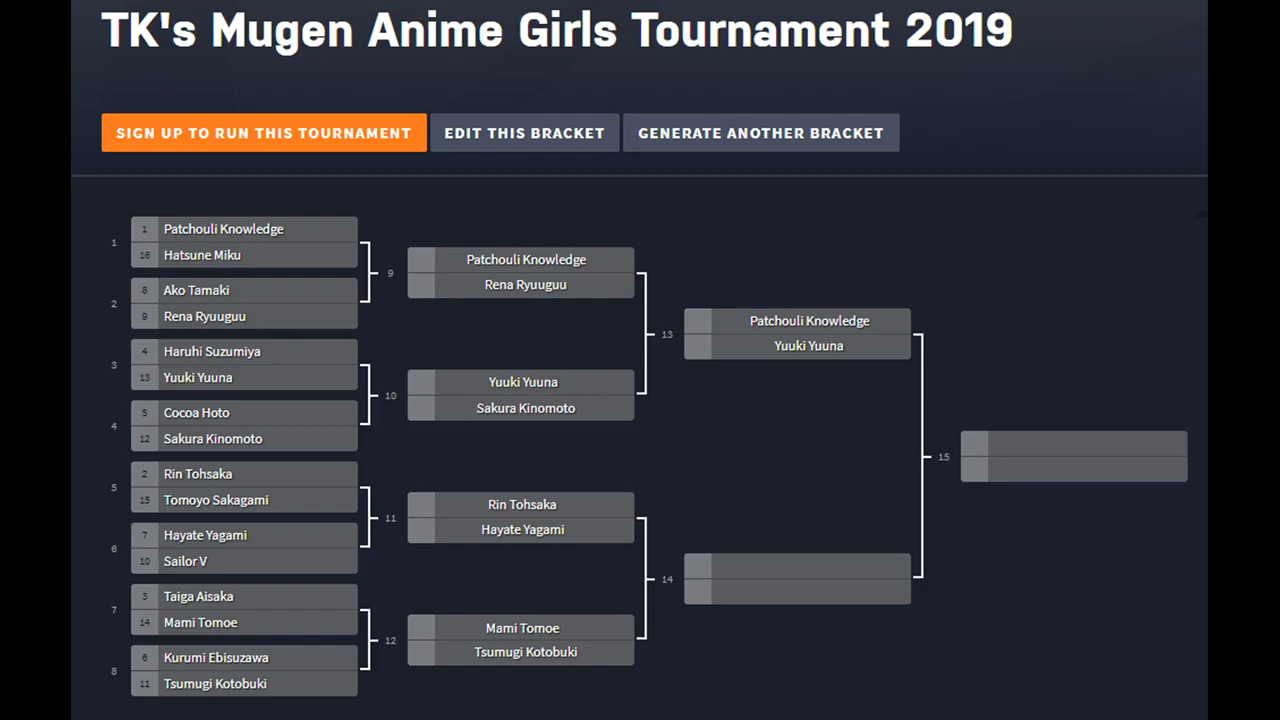 TK's Mugen Anime Girls Tournament 2019
SIGN UP TO RUN THIS TOURNAMENT
EDIT THIS BRACKET
GENERATE ANOTHER BRACKET
1
1 Patchouli Knowledge
16 Hatsune Miku
2
8 Ako Tamaki
9 Rena Ryuuguu
3
4 Haruhi Suzumiya
13 Yuuki Yuuna
4
5 Cocoa Hoto
12 Sakura Kinomoto
5
2 Rin Tohsaka
15 Tomoyo Sakagami
6
7 Hayate Yagami
10 Sailor V
7
3 Taiga Aisaka
14 Mami Tomoe
8
6 Kurumi Ebisuzawa
11 Tsumugi Kotobuki
9
Patchouli Knowledge
Rena Ryuuguu
10
Yuuki Yuuna
Sakura Kinomoto
11
Rin Tohsaka
Hayate Yagami
12
Mami Tomoe
Tsumugi Kotobuki
13
Patchouli Knowledge
Yuuki Yuuna
14
15